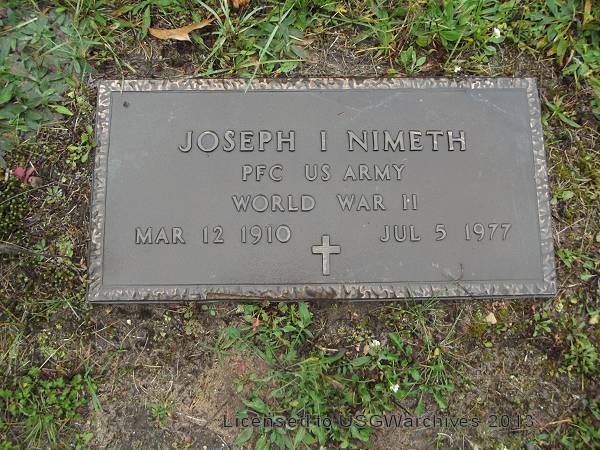 JOSEPH I NIMETH
PFC US ARMY
WORLD WAR II
MAR 12 1910 JUL 5 1977
Licensed to USGWarchives 2013